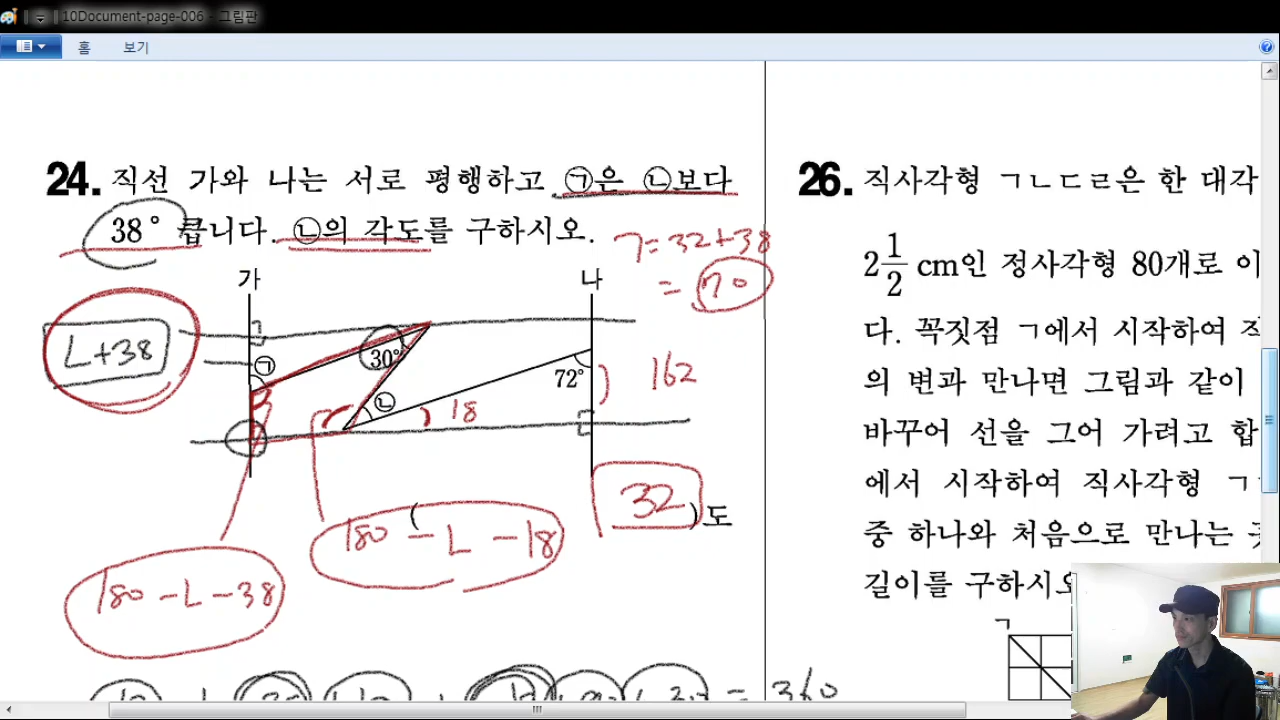 10Document-page-006 - 그림판
홈 보기
24. 직선 가와 나는 서로 평행하고 ㉠은 ㉡보다
38° 큽니다. ㉡의 각도를 구하시오.
ㄱ=32+38
=70
가 나
ㄴ+38
㉠
30°
㉡
72°
162
18
32
( )도
180-ㄴ-18
180-ㄴ-38
= 360
26. 직사각형 ㄱㄴㄷㄹ은 한 대각
2 1/2 cm인 정사각형 80개로 이
다. 꼭짓점 ㄱ에서 시작하여 직
의 변과 만나면 그림과 같이
바꾸어 선을 그어 가려고 합
에서 시작하여 직사각형 ㄱ
중 하나와 처음으로 만나는 곳
길이를 구하시오
ㄱ